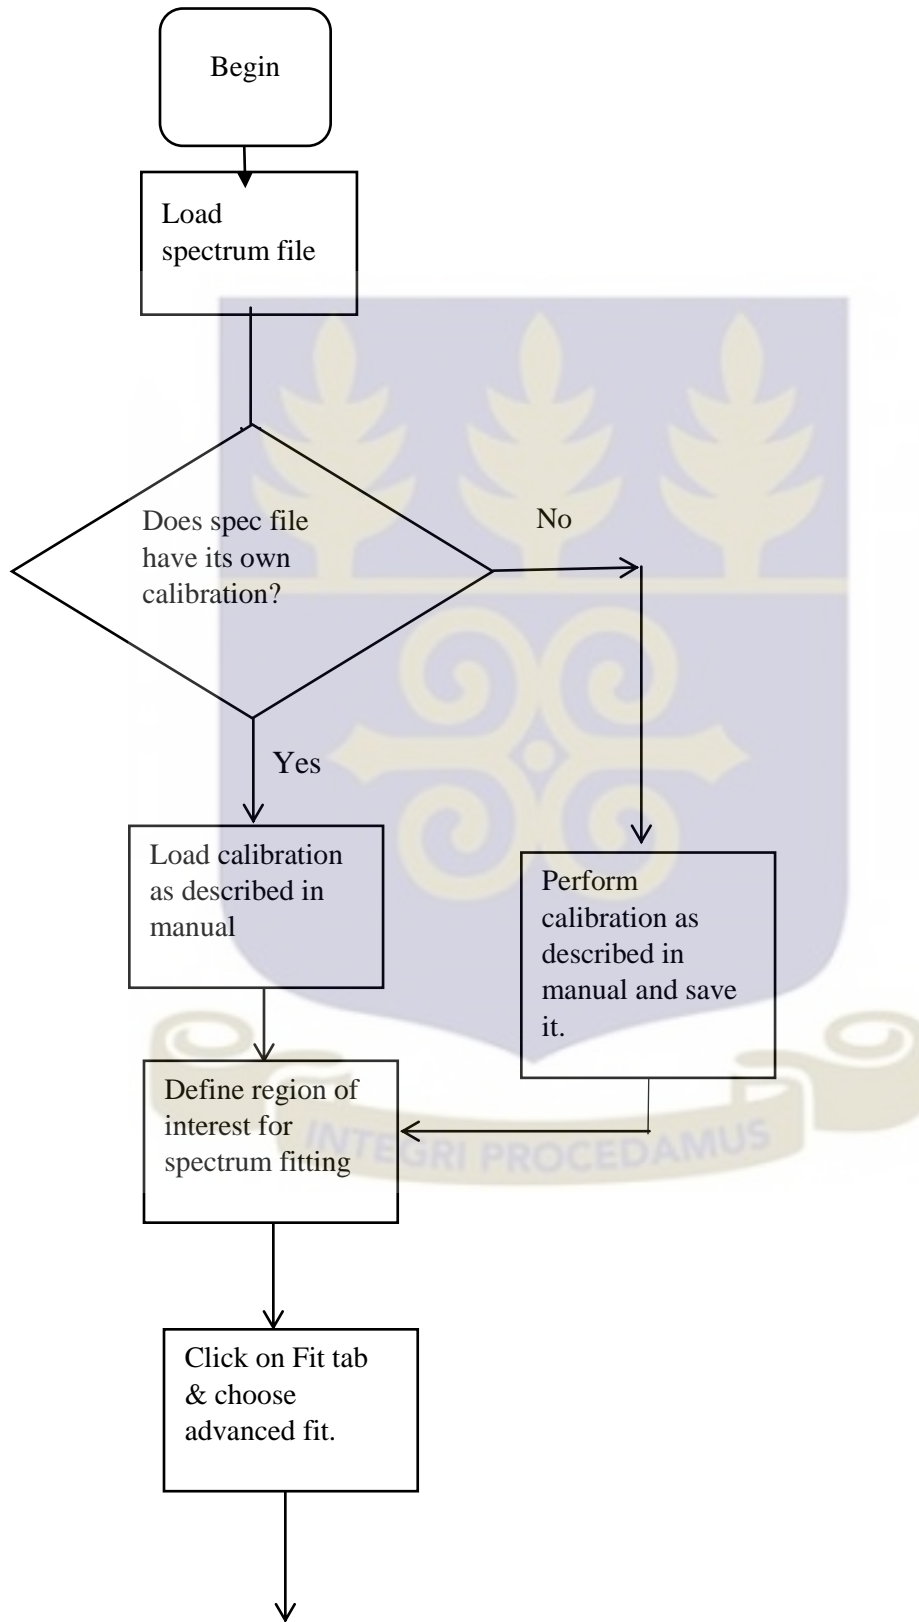 Begin
Load
spectrum file
Does spec file
have its own
calibration?
No
Yes
Load calibration
as described in
manual
Perform
calibration as
described in
manual and save
it.
Define region of
interest for
spectrum fitting
INTEGRI PROCEDAMUS
Click on Fit tab
& choose
advanced fit.